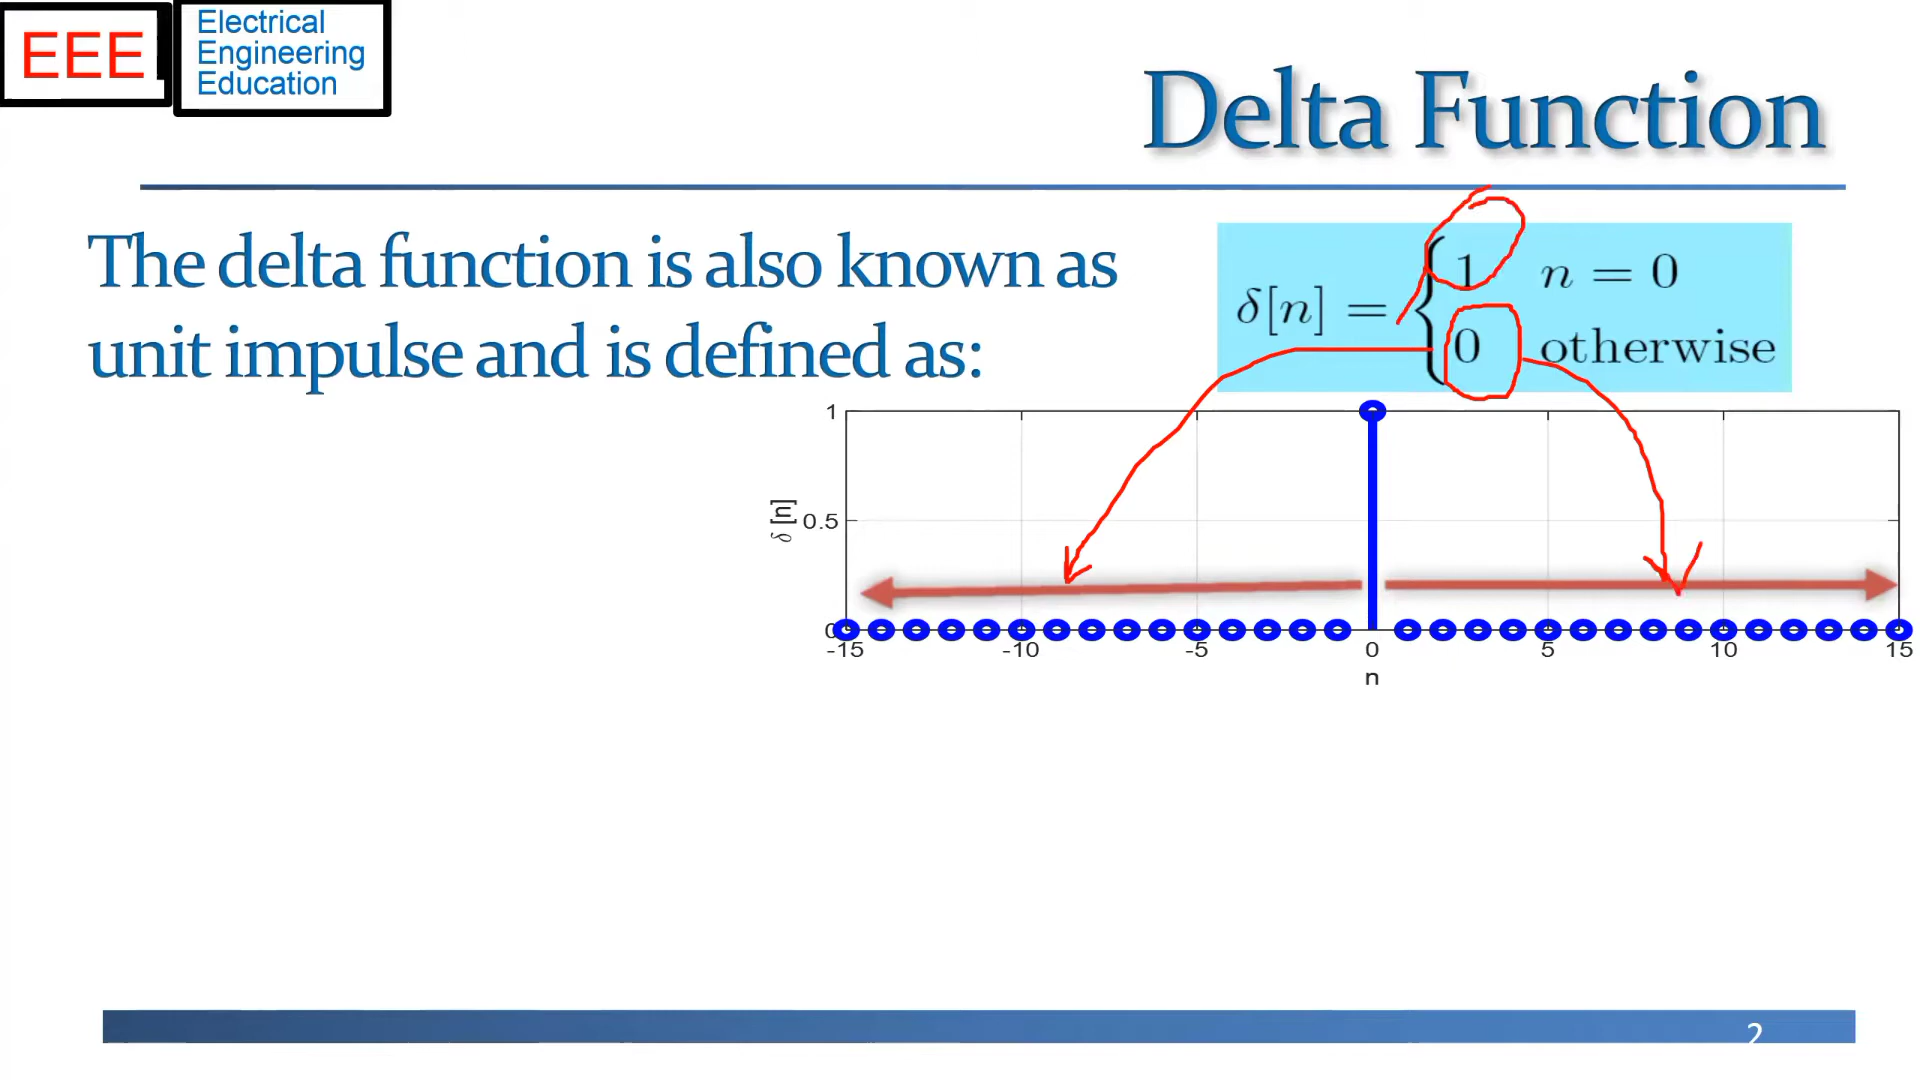 EEE
Electrical
Engineering
Education
Delta Function
The delta function is also known as
unit impulse and is defined as:
δ[n] = { 1 n = 0
0 otherwise
1
0.5
0
δ [n]
-15 -10 -5 0 5 10 15
n
2